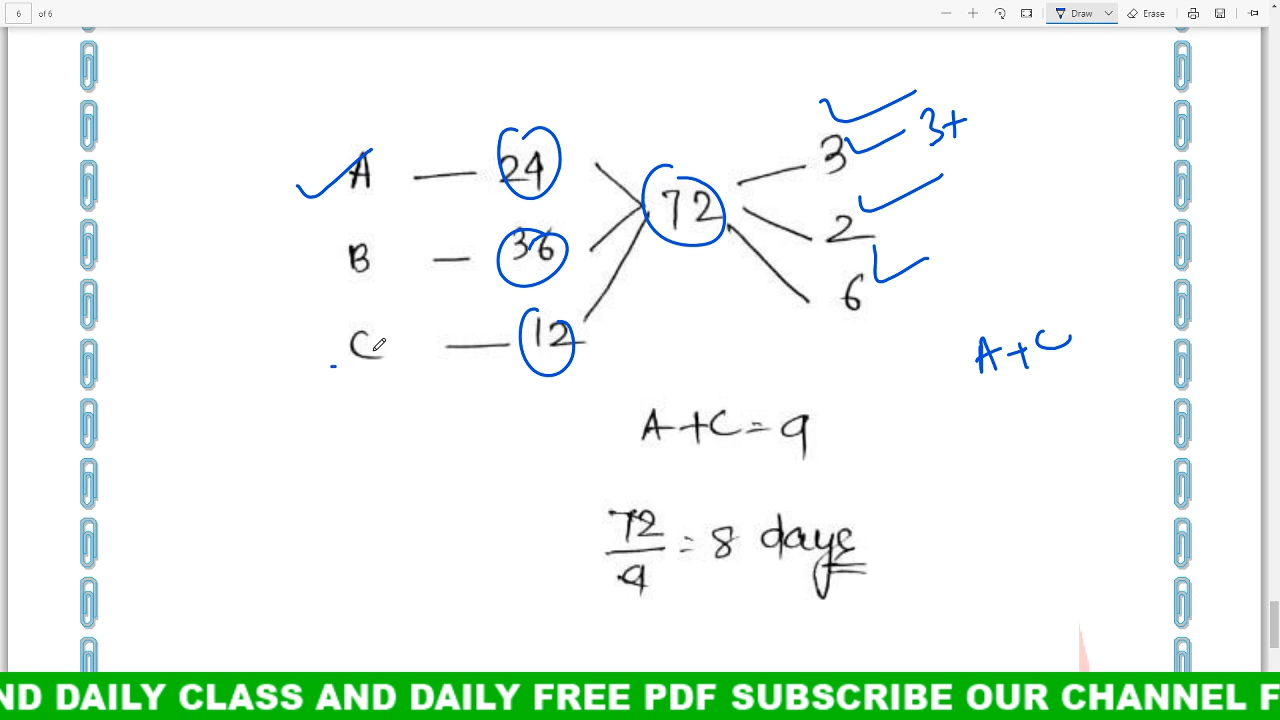 6 of 6
Draw Erase
A — 24 72 3 3+
B — 36 2
C — 12 6
A+C
A+C=9
72/9 = 8 days
ND DAILY CLASS AND DAILY FREE PDF SUBSCRIBE OUR CHANNEL F